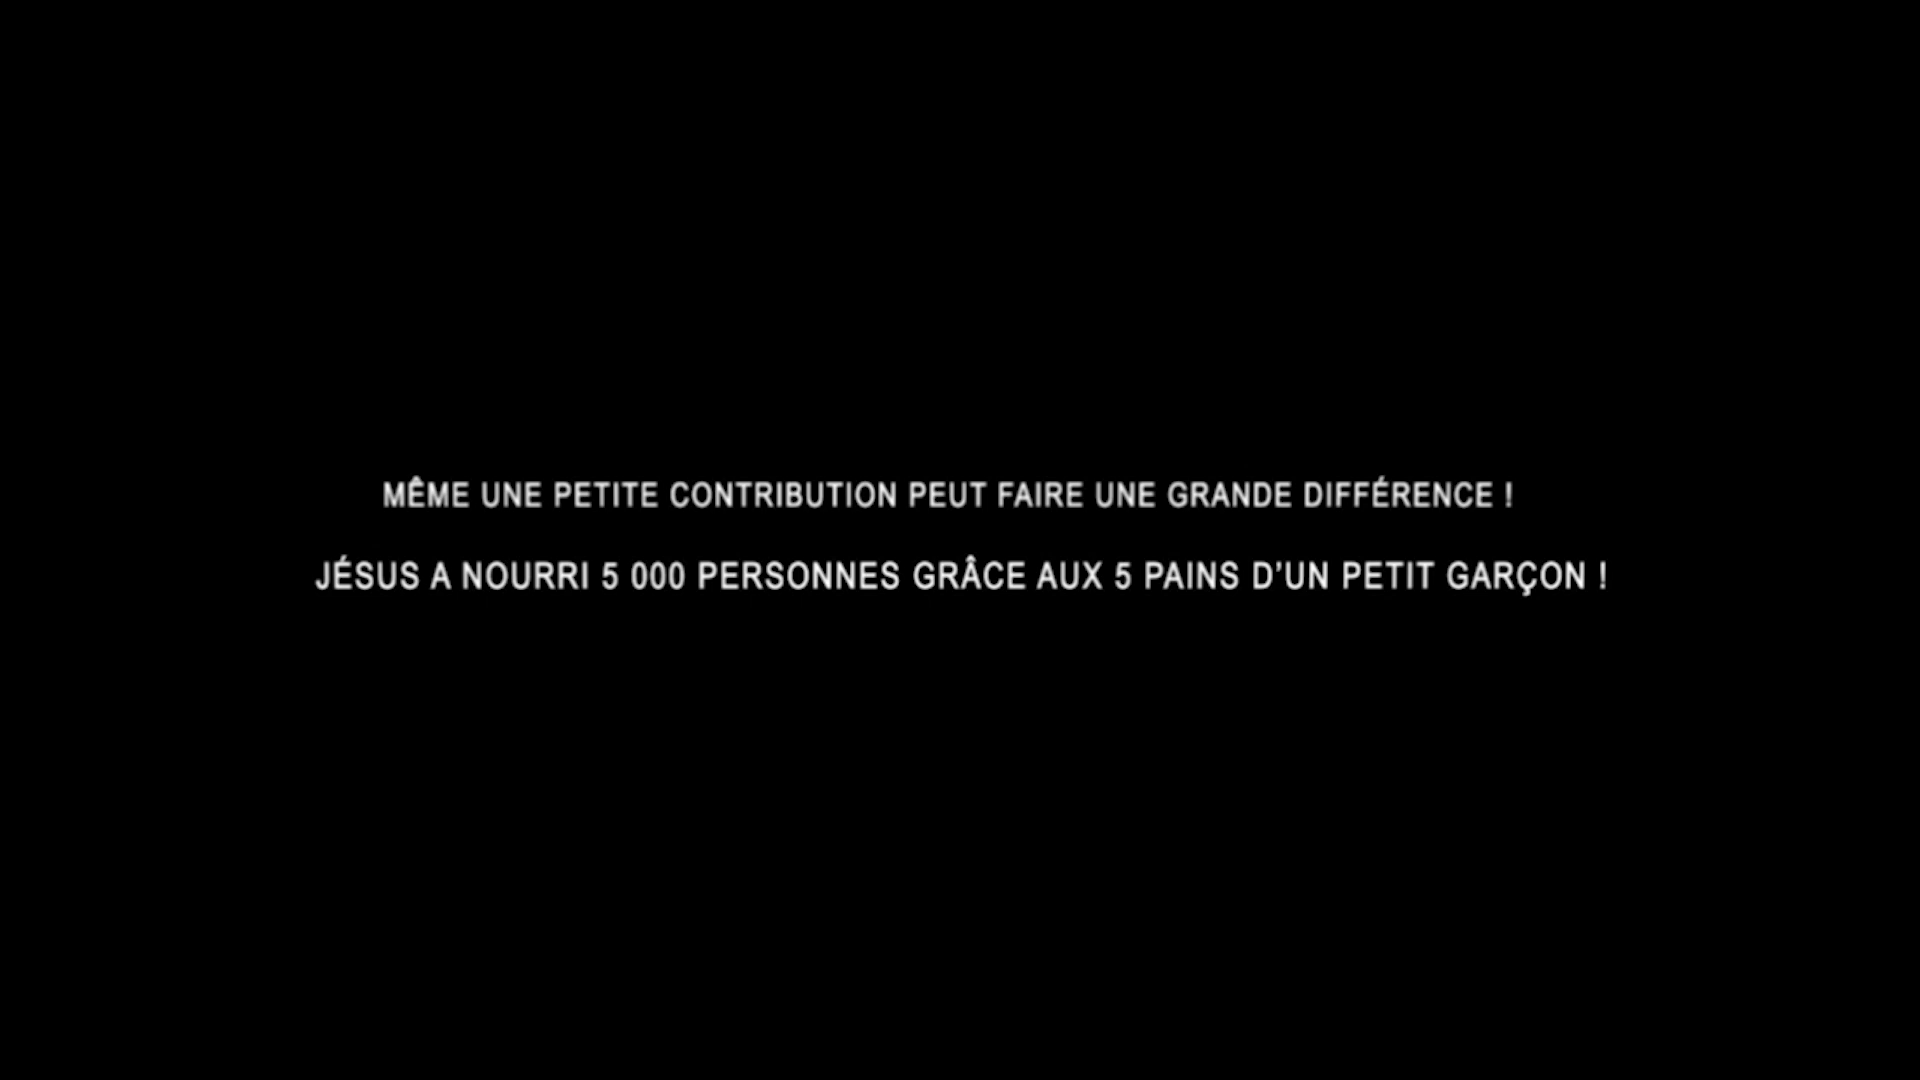 MÊME UNE PETITE CONTRIBUTION PEUT FAIRE UNE GRANDE DIFFÉRENCE !
JÉSUS A NOURRI 5 000 PERSONNES GRÂCE AUX 5 PAINS D’UN PETIT GARÇON !